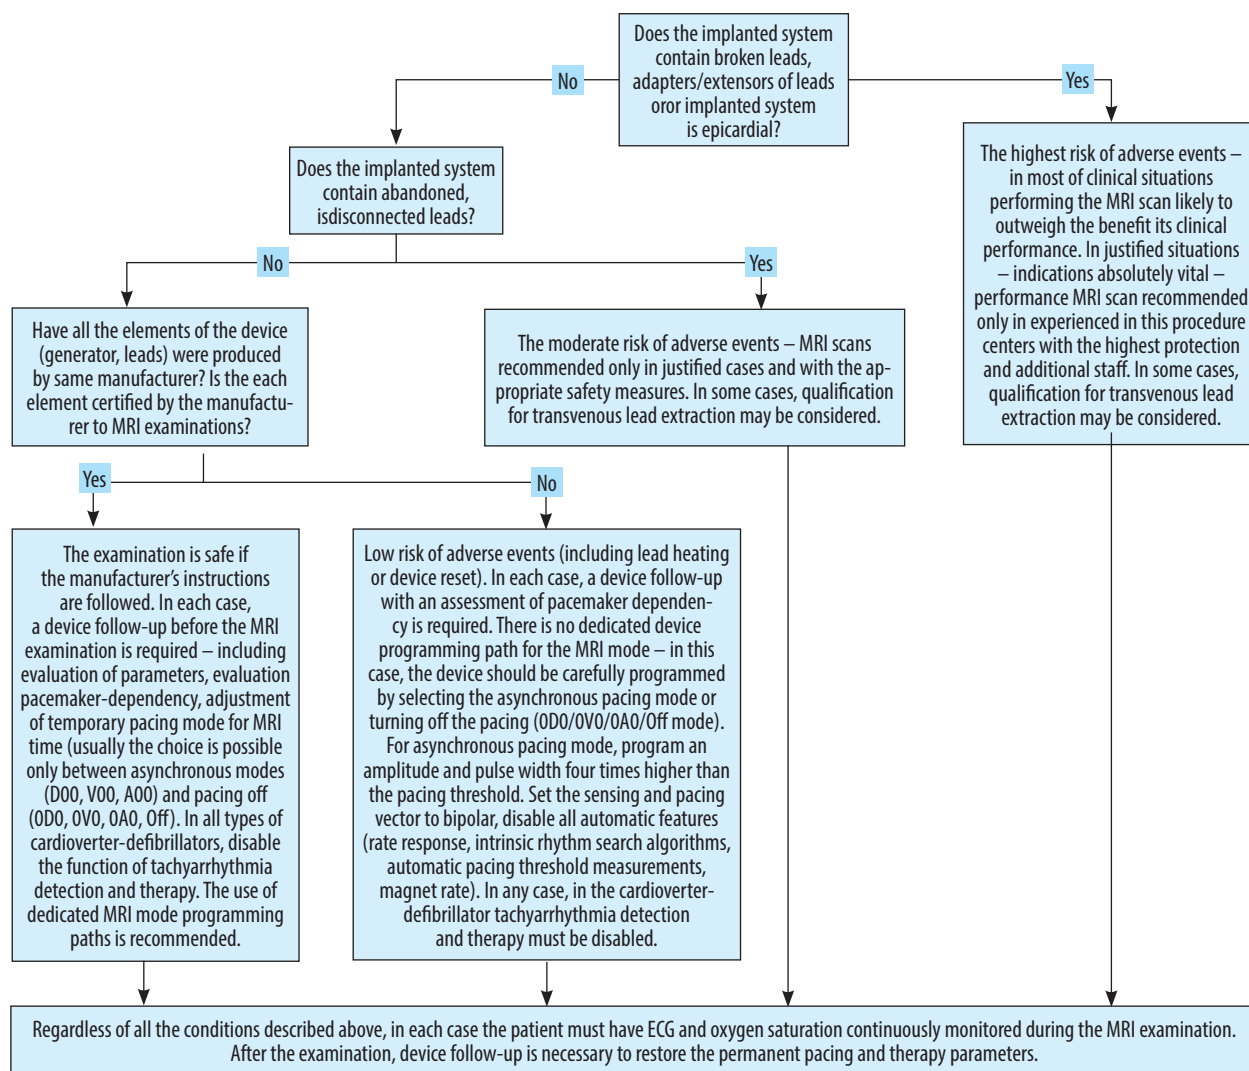 Does the implanted system
contain broken leads,
adapters/extensors of leads
oror implanted system
is epicardial?
No
Yes
Does the implanted system
contain abandoned,
isdisconnected leads?
The highest risk of adverse events –
in most of clinical situations
performing the MRI scan likely to
outweigh the benefit its clinical
performance. In justified situations
– indications absolutely vital –
performance MRI scan recommended
only in experienced in this procedure
centers with the highest protection
and additional staff. In some cases,
qualification for transvenous lead
extraction may be considered.
No
Yes
Have all the elements of the device
(generator, leads) were produced
by same manufacturer? Is the each
element certified by the manufactu-
rer to MRI examinations?
The moderate risk of adverse events – MRI scans
recommended only in justified cases and with the ap-
propriate safety measures. In some cases, qualification
for transvenous lead extraction may be considered.
Yes
No
The examination is safe if
the manufacturer's instructions
are followed. In each case,
a device follow-up before the MRI
examination is required – including
evaluation of parameters, evaluation
pacemaker-dependency, adjustment
of temporary pacing mode for MRI
time (usually the choice is possible
only between asynchronous modes
(D00, V00, A00) and pacing off
(0D0, 0V0, 0A0, Off). In all types of
cardioverter-defibrillators, disable
the function of tachyarrhythmia
detection and therapy. The use of
dedicated MRI mode programming
paths is recommended.
Low risk of adverse events (including lead heating
or device reset). In each case, a device follow-up
with an assessment of pacemaker dependen-
cy is required. There is no dedicated device
programming path for the MRI mode – in this
case, the device should be carefully programmed
by selecting the asynchronous pacing mode or
turning off the pacing (0D0/0V0/0A0/Off mode).
For asynchronous pacing mode, program an
amplitude and pulse width four times higher than
the pacing threshold. Set the sensing and pacing
vector to bipolar, disable all automatic features
(rate response, intrinsic rhythm search algorithms,
automatic pacing threshold measurements,
magnet rate). In any case, in the cardioverter-
defibrillator tachyarrhythmia detection
and therapy must be disabled.
Regardless of all the conditions described above, in each case the patient must have ECG and oxygen saturation continuously monitored during the MRI examination.
After the examination, device follow-up is necessary to restore the permanent pacing and therapy parameters.